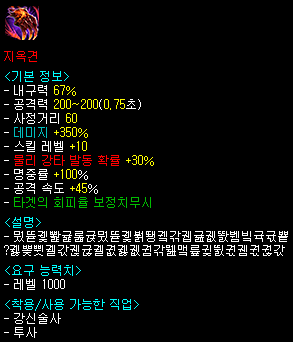 지옥견
<기본 정보>
- 내구력 67%
- 공격력 200~200(0,75초)
- 사정거리 60
- 데미지 +350%
- 스킬 레벨 +10
- 물리 강타 발동 확률 +30%
- 명중률 +100%
- 공격 속도 +45%
- 타겟의 회피율 보정치무시
<설명>
<요구 능력치>
- 레벨 1000
<착용/사용 가능한 직업>
- 강신술사
- 투사